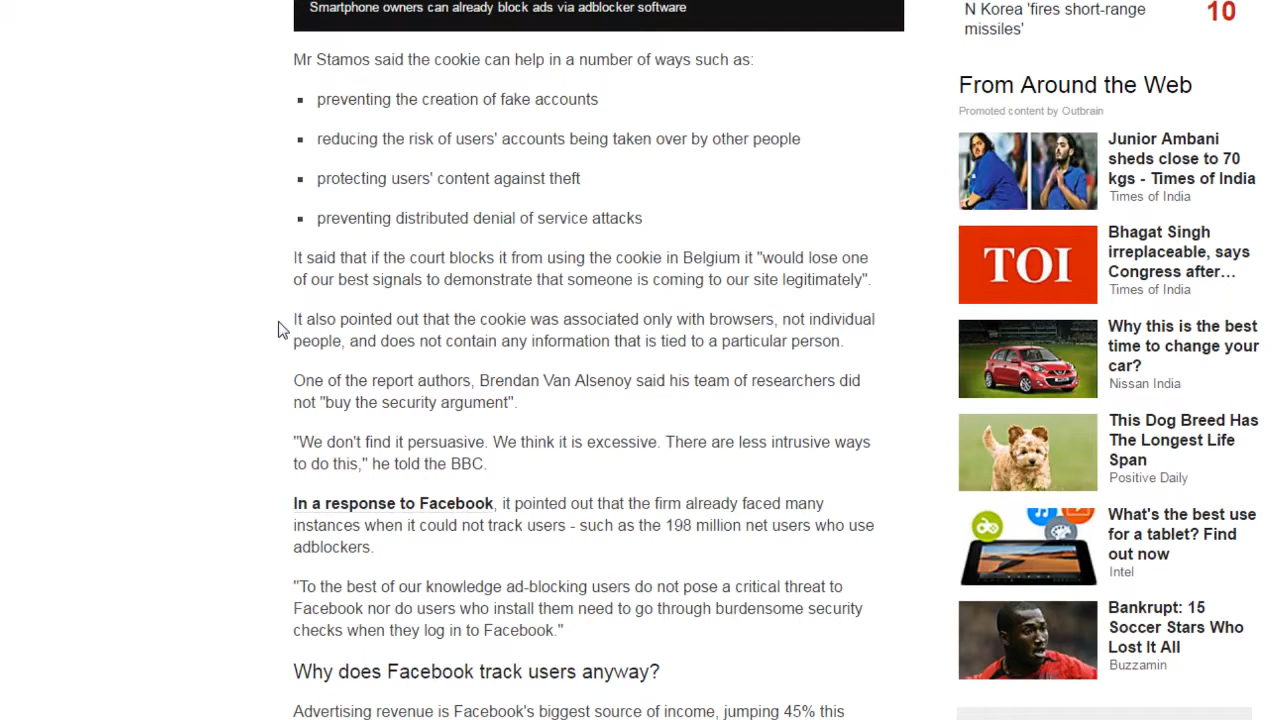 Smartphone owners can already block ads via adblocker software
Mr Stamos said the cookie can help in a number of ways such as:
preventing the creation of fake accounts
reducing the risk of users' accounts being taken over by other people
protecting users' content against theft
preventing distributed denial of service attacks
It said that if the court blocks it from using the cookie in Belgium it "would lose one
of our best signals to demonstrate that someone is coming to our site legitimately".
It also pointed out that the cookie was associated only with browsers, not individual
people, and does not contain any information that is tied to a particular person.
One of the report authors, Brendan Van Alsenoy said his team of researchers did
not "buy the security argument".
"We don't find it persuasive. We think it is excessive. There are less intrusive ways
to do this," he told the BBC.
In a response to Facebook, it pointed out that the firm already faced many
instances when it could not track users - such as the 198 million net users who use
adblockers.
"To the best of our knowledge ad-blocking users do not pose a critical threat to
Facebook nor do users who install them need to go through burdensome security
checks when they log in to Facebook."
Why does Facebook track users anyway?
Advertising revenue is Facebook's biggest source of income, jumping 45% this
N Korea 'fires short-range
missiles'
10
From Around the Web
Promoted content by Outbrain
Junior Ambani
sheds close to 70
kgs - Times of India
Times of India
TOI
Bhagat Singh
irreplaceable, says
Congress after...
Times of India
Why this is the best
time to change your
car?
Nissan India
This Dog Breed Has
The Longest Life
Span
Positive Daily
What's the best use
for a tablet? Find
out now
Intel
Bankrupt: 15
Soccer Stars Who
Lost It All
Buzzamin